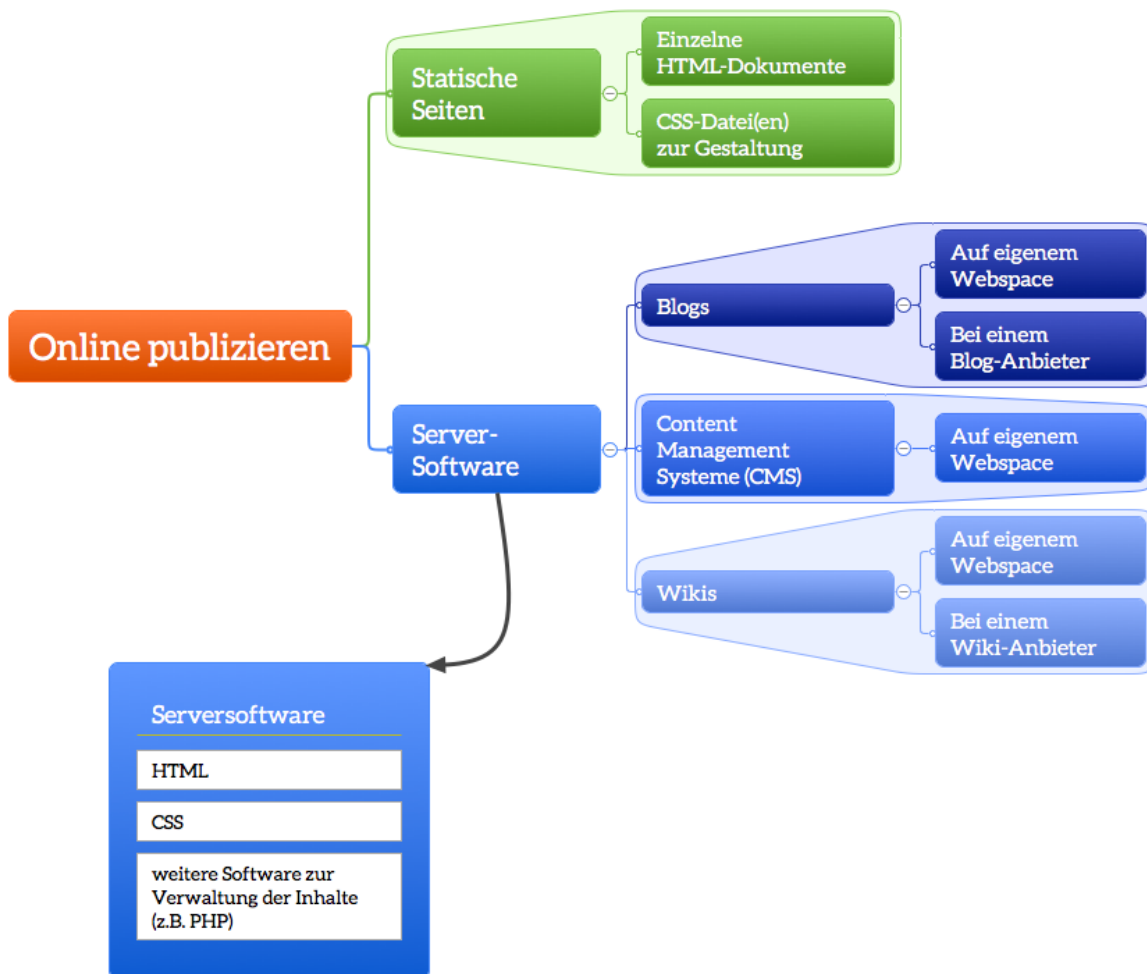 Online publizieren
Statische
Seiten
Einzelne
HTML-Dokumente
CSS-Datei(en)
zur Gestaltung
Server-
Software
Blogs
Auf eigenem
Webspace
Bei einem
Blog-Anbieter
Content
Management
Systeme (CMS)
Auf eigenem
Webspace
Wikis
Auf eigenem
Webspace
Bei einem
Wiki-Anbieter
Serversoftware
HTML
CSS
weitere Software zur
Verwaltung der Inhalte
(z.B. PHP)